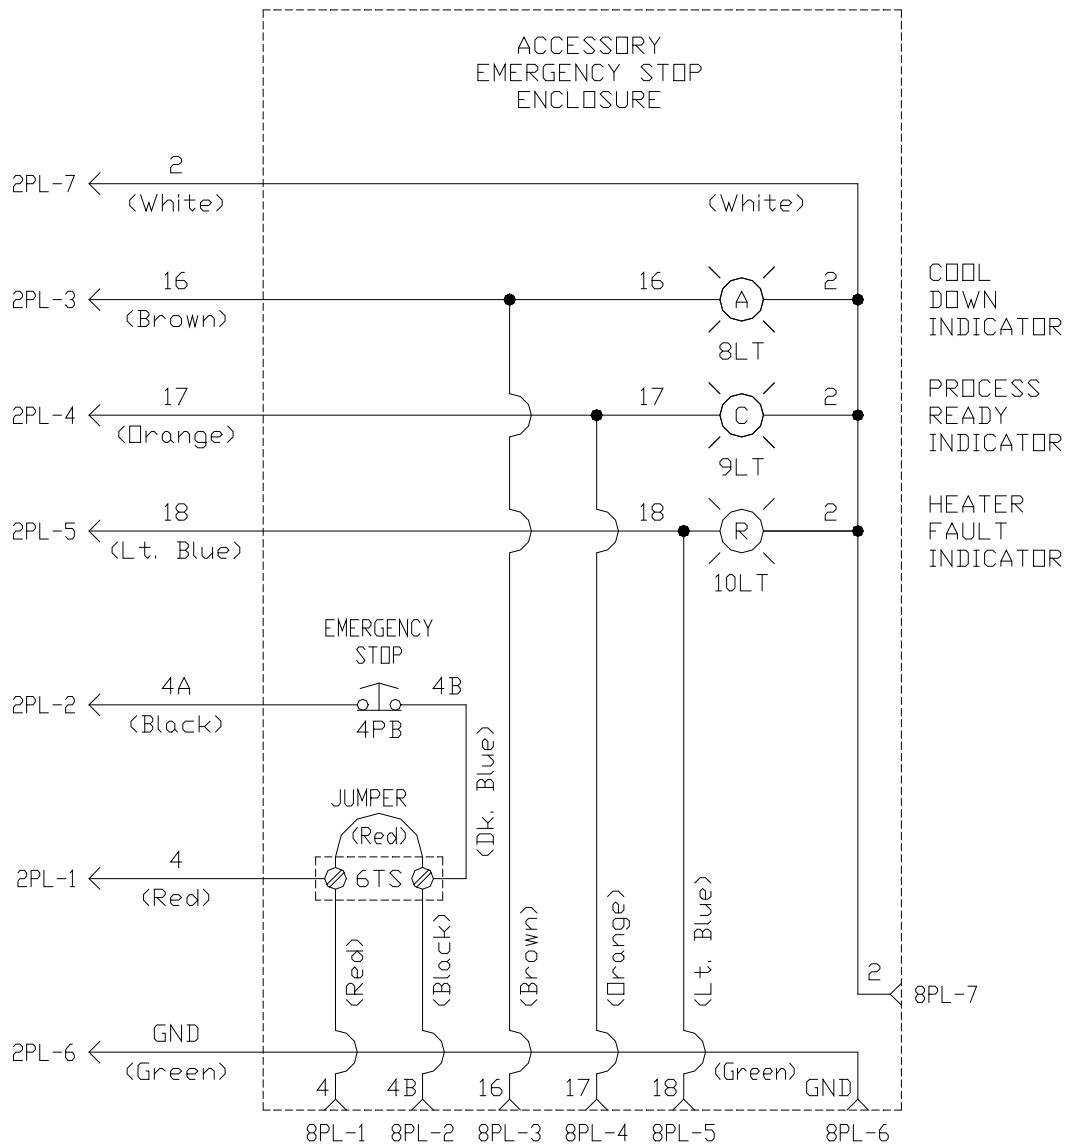 ACCESSORY
EMERGENCY STOP
ENCLOSURE
2PL-7
2
(White)
(White)
2PL-3
16
(Brown)
16
A
8LT
2
COOL
DOWN
INDICATOR
2PL-4
17
(Orange)
17
C
9LT
2
PROCESS
READY
INDICATOR
2PL-5
18
(Lt. Blue)
18
R
10LT
2
HEATER
FAULT
INDICATOR
EMERGENCY
STOP
2PL-2
4A
(Black)
4PB
4B
(Dk. Blue)
JUMPER
(Red)
2PL-1
4
(Red)
6TS
(Red)
(Black)
(Brown)
(Orange)
(Lt. Blue)
2
8PL-7
2PL-6
GND
(Green)
(Green)
4
4B
16
17
18
GND
8PL-1
8PL-2
8PL-3
8PL-4
8PL-5
8PL-6